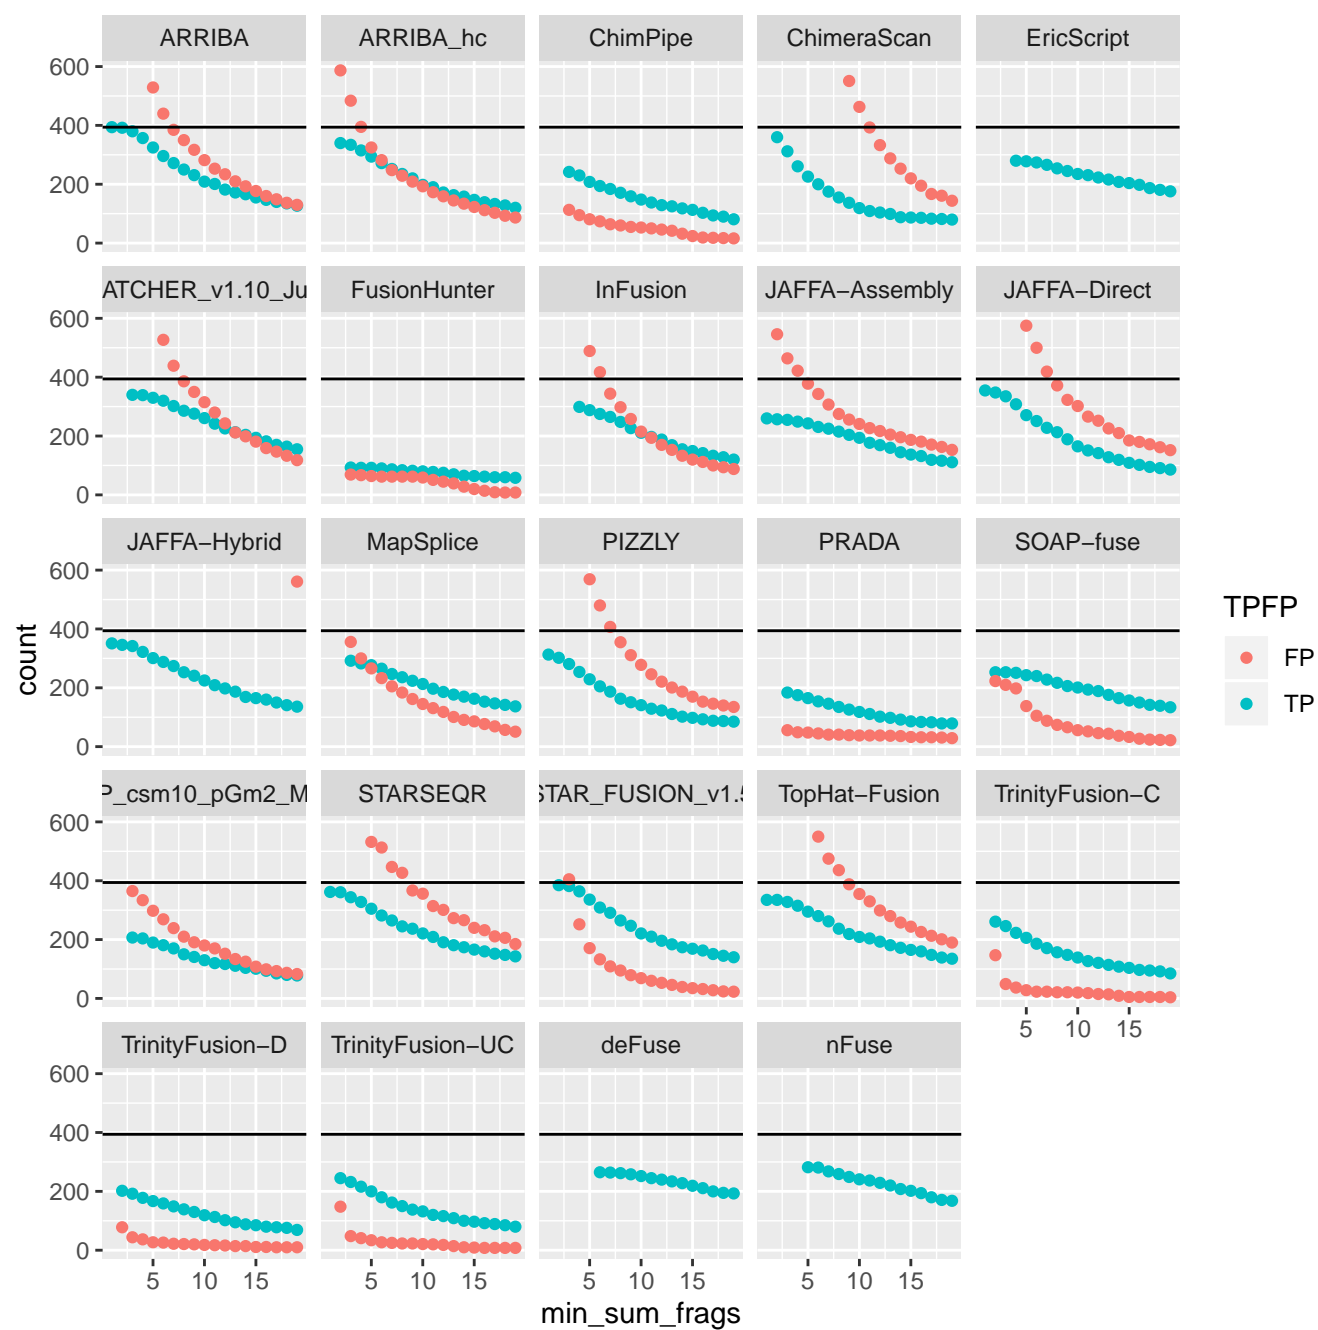 ARRIBA ARRIBA_hc ChimPipe ChimeraScan EricScript
600
400
200
0
ATCHER_v1.10_Ju FusionHunter InFusion JAFFA−Assembly JAFFA−Direct
600
400
200
0
JAFFA−Hybrid MapSplice PIZZLY PRADA SOAP−fuse
600
400
200
0
count
TPFP
FP
TP
P_csm10_pGm2_M STARSEQR STAR_FUSION_v1.5 TopHat−Fusion TrinityFusion−C
600
400
200
0
5 10 15
TrinityFusion−D TrinityFusion−UC deFuse nFuse
600
400
200
0
5 10 15 5 10 15 5 10 15 5 10 15
min_sum_frags